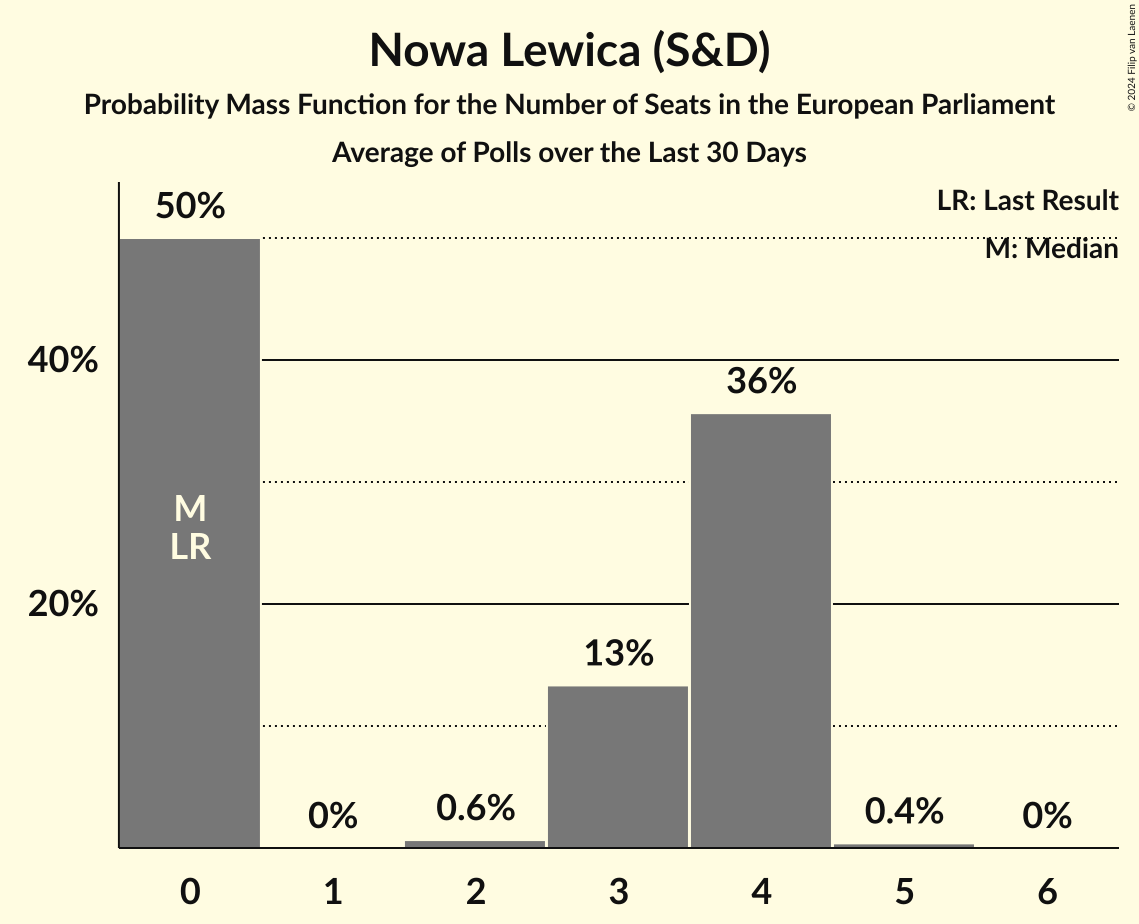 Nowa Lewica (S&D)
Probability Mass Function for the Number of Seats in the European Parliament
Average of Polls over the Last 30 Days
© 2024 Filip van Laenen
LR: Last Result
M: Median
50%
40%
36%
M
LR
20%
13%
0%
0.6%
0.4%
0%
0 1 2 3 4 5 6